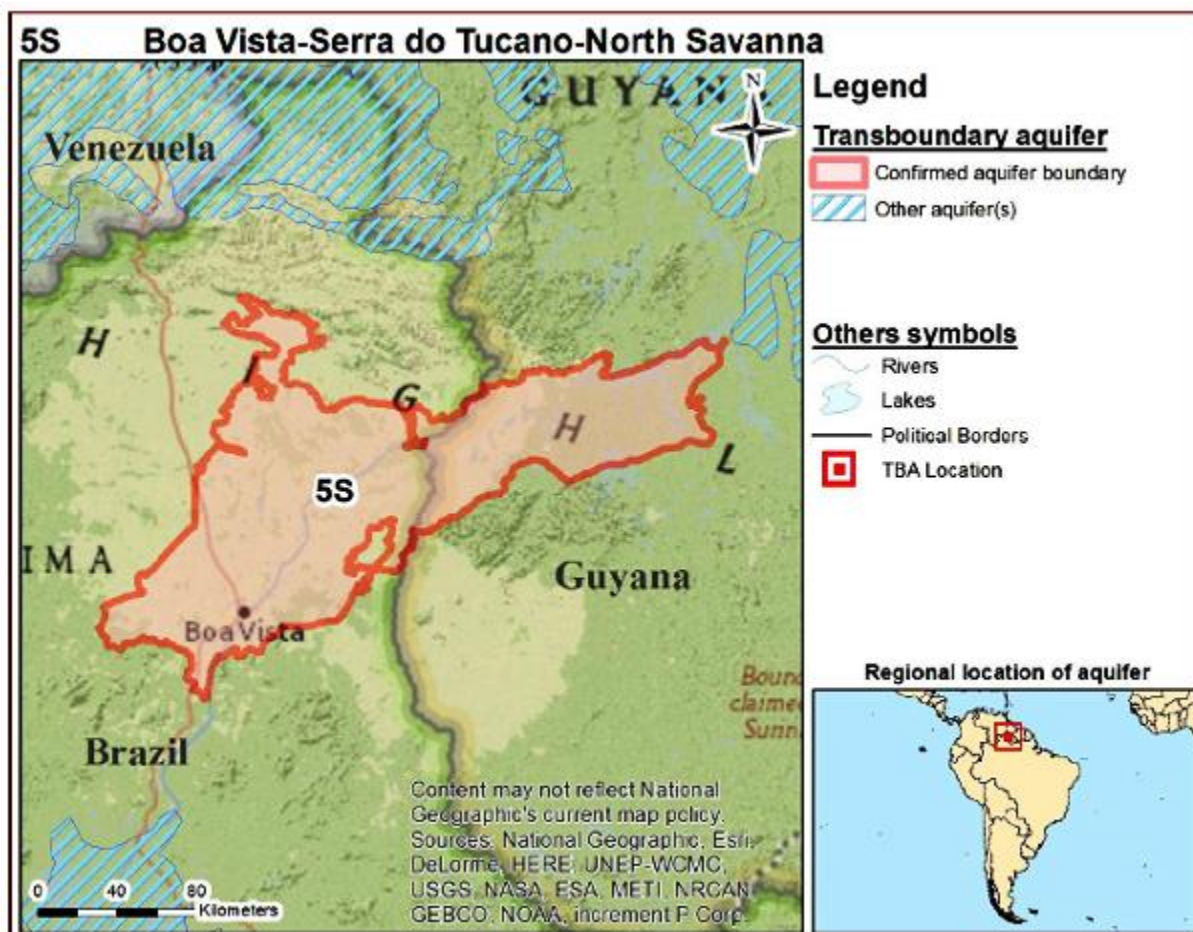 5S Boa Vista-Serra do Tucano-North Savanna
GUYANA
N
Venezuela
H
I
G
H
L
5S
IMA
Guyana
Boa Vista
Brazil
Boun
claime
Sunn
Content may not reflect National
Geographic's current map policy.
Sources: National Geographic, Esri,
DeLorme, HERE, UNEP-WCMC,
USGS, NASA, ESA, METI, NRCAN,
GEBCO, NOAA, increment P Corp.
0 40 80
Kilometers
Legend
Transboundary aquifer
Confirmed aquifer boundary
Other aquifer(s)
Others symbols
Rivers
Lakes
Political Borders
TBA Location
Regional location of aquifer